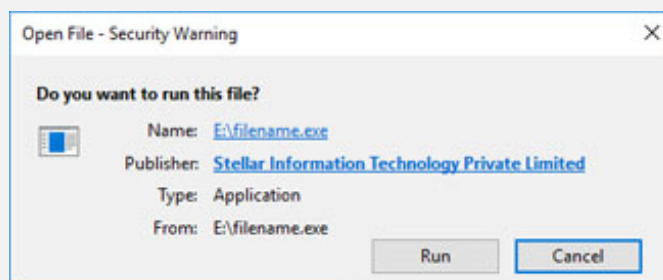 Open File - Security Warning
Do you want to run this file?
Name: E:\filename.exe
Publisher: Stellar Information Technology Private Limited
Type: Application
From: E:\filename.exe
Run Cancel